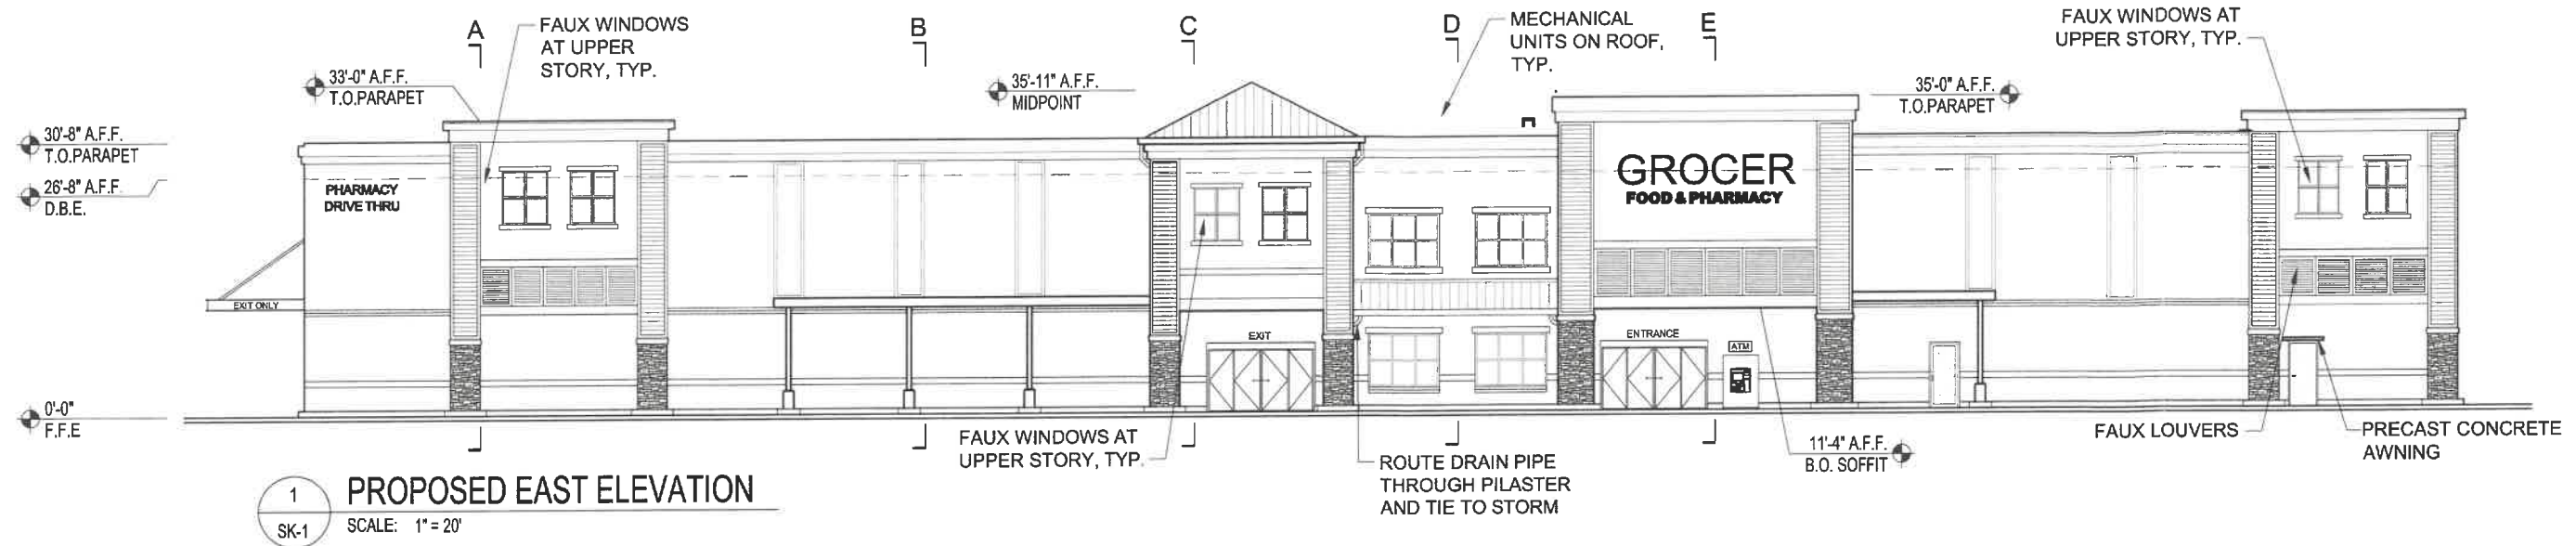 A
B
C
D
E
FAUX WINDOWS
AT UPPER
STORY, TYP.
MECHANICAL
UNITS ON ROOF,
TYP.
FAUX WINDOWS AT
UPPER STORY, TYP.
33'-0" A.F.F.
T.O.PARAPET
35'-11" A.F.F.
MIDPOINT
35'-0" A.F.F.
T.O.PARAPET
30'-8" A.F.F.
T.O.PARAPET
26'-8" A.F.F.
D.B.E.
PHARMACY
DRIVE THRU
GROCER
FOOD & PHARMACY
EXIT ONLY
EXIT
ENTRANCE
ATM
0'-0"
F.F.E
FAUX WINDOWS AT
UPPER STORY, TYP.
ROUTE DRAIN PIPE
THROUGH PILASTER
AND TIE TO STORM
11'-4" A.F.F.
B.O. SOFFIT
FAUX LOUVERS
PRECAST CONCRETE
AWNING
1
SK-1
PROPOSED EAST ELEVATION
SCALE: 1" = 20'